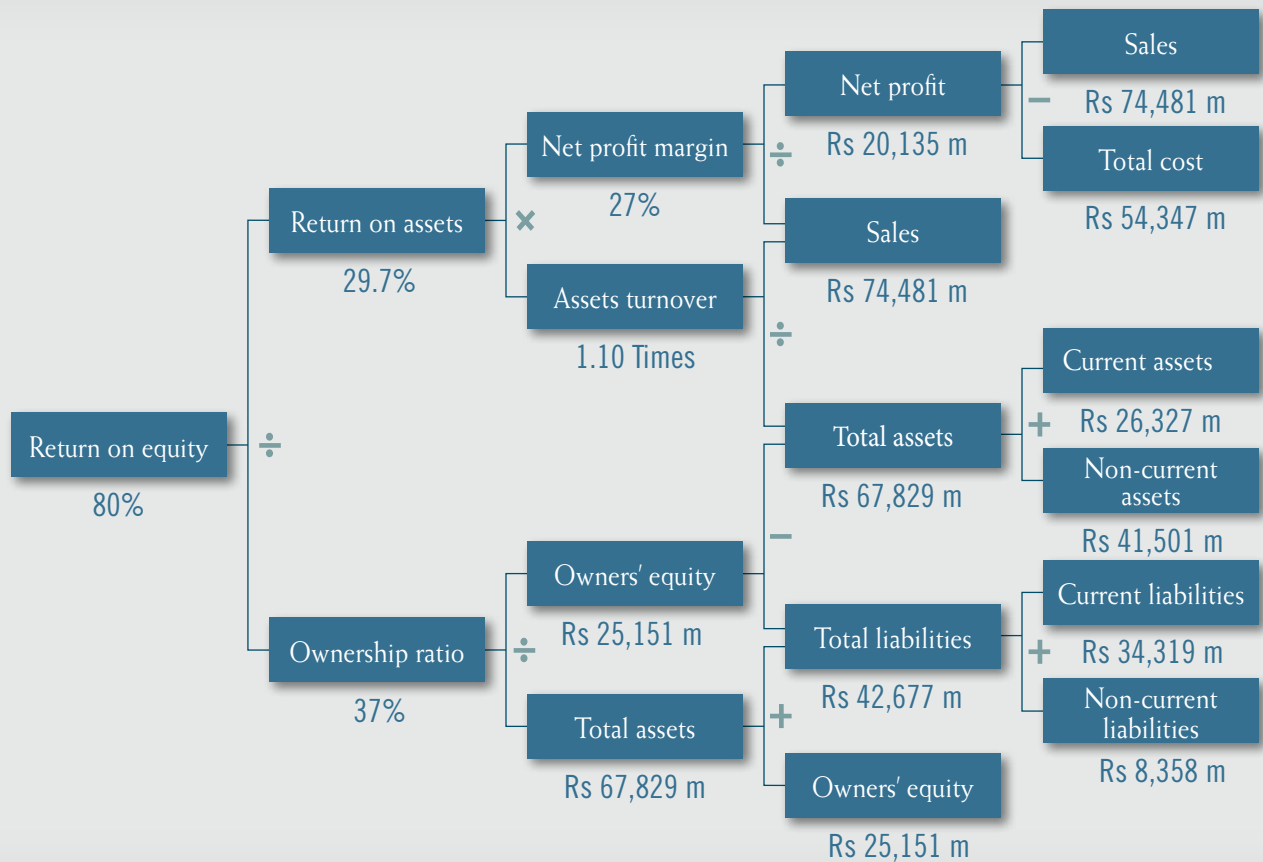 Sales
Rs 74,481 m
−
Total cost
Rs 54,347 m
Net profit
Rs 20,135 m
÷
Sales
Rs 74,481 m
÷
Net profit margin
27%
×
Assets turnover
1.10 Times
Return on assets
29.7%
Current assets
Rs 26,327 m
+
Non-current
assets
Rs 41,501 m
Total assets
Rs 67,829 m
−
Return on equity
80%
÷
Owners' equity
Rs 25,151 m
÷
Total assets
Rs 67,829 m
Ownership ratio
37%
Total liabilities
Rs 42,677 m
+
Owners' equity
Rs 25,151 m
Current liabilities
Rs 34,319 m
+
Non-current
liabilities
Rs 8,358 m